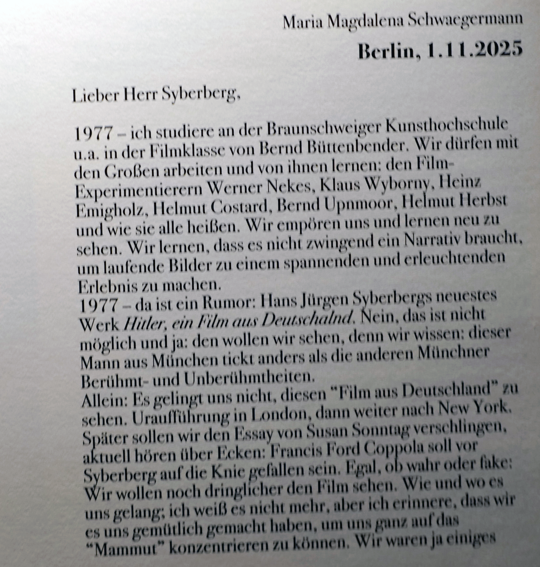 Maria Magdalena Schwaegermann
Berlin, 1.11.2025
Lieber Herr Syberberg,
1977 – ich studiere an der Braunschweiger Kunsthochschule
u.a. in der Filmklasse von Bernd Büttenbender. Wir dürfen mit
den Großen arbeiten und von ihnen lernen: den Film-
Experimentierern Werner Nekes, Klaus Wyborny, Heinz
Emigholz, Helmut Costard, Bernd Upnmoor, Helmut Herbst
und wie sie alle heißen. Wir empören uns und lernen neu zu
sehen. Wir lernen, dass es nicht zwingend ein Narrativ braucht,
um laufende Bilder zu einem spannenden und erleuchtenden
Erlebnis zu machen.
1977 – da ist ein Rumor: Hans Jürgen Syberbergs neuestes
Werk Hitler, ein Film aus Deutschalnd. Nein, das ist nicht
möglich und ja: den wollen wir sehen, denn wir wissen: dieser
Mann aus München tickt anders als die anderen Münchner
Berühmt- und Unberühmtheiten.
Allein: Es gelingt uns nicht, diesen “Film aus Deutschland” zu
sehen. Uraufführung in London, dann weiter nach New York.
Später sollen wir den Essay von Susan Sonntag verschlingen,
aktuell hören über Ecken: Francis Ford Coppola soll vor
Syberberg auf die Knie gefallen sein. Egal, ob wahr oder fake:
Wir wollen noch dringlicher den Film sehen. Wie und wo es
uns gelang; ich weiß es nicht mehr, aber ich erinnere, dass wir
es uns gemütlich gemacht haben, um uns ganz auf das
“Mammut” konzentrieren zu können. Wir waren ja einiges